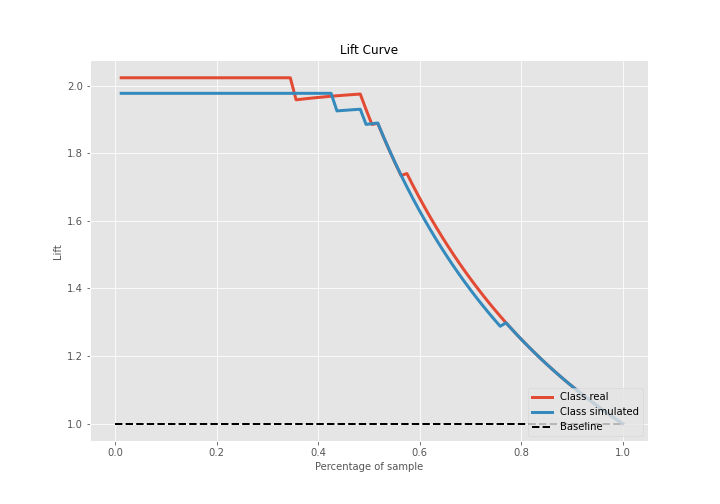 Lift Curve
2.0
1.8
1.6
1.4
1.2
1.0
Lift
0.0 0.2 0.4 0.6 0.8 1.0
Percentage of sample
Class real
Class simulated
Baseline